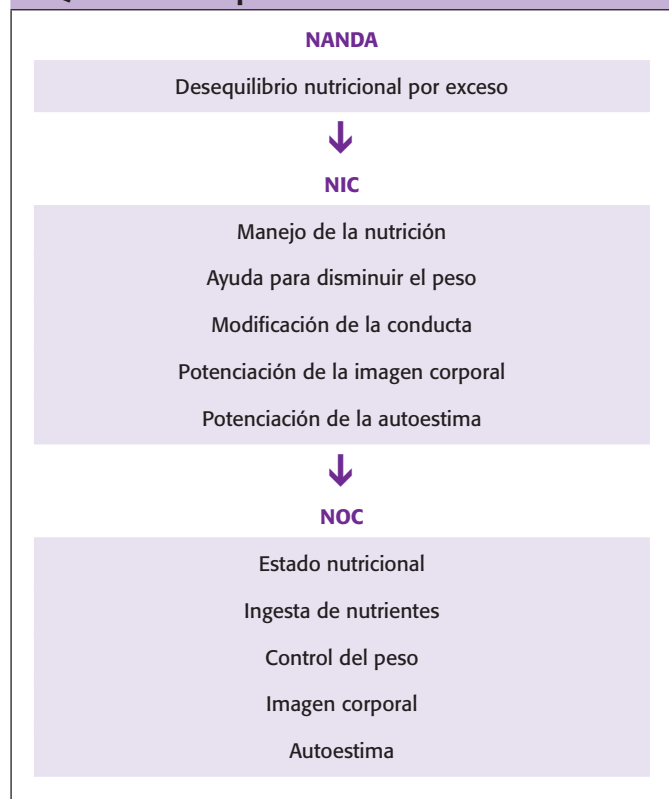 NANDA
Desequilibrio nutricional por exceso
NIC
Manejo de la nutrición
Ayuda para disminuir el peso
Modificación de la conducta
Potenciación de la imagen corporal
Potenciación de la autoestima
NOC
Estado nutricional
Ingesta de nutrientes
Control del peso
Imagen corporal
Autoestima